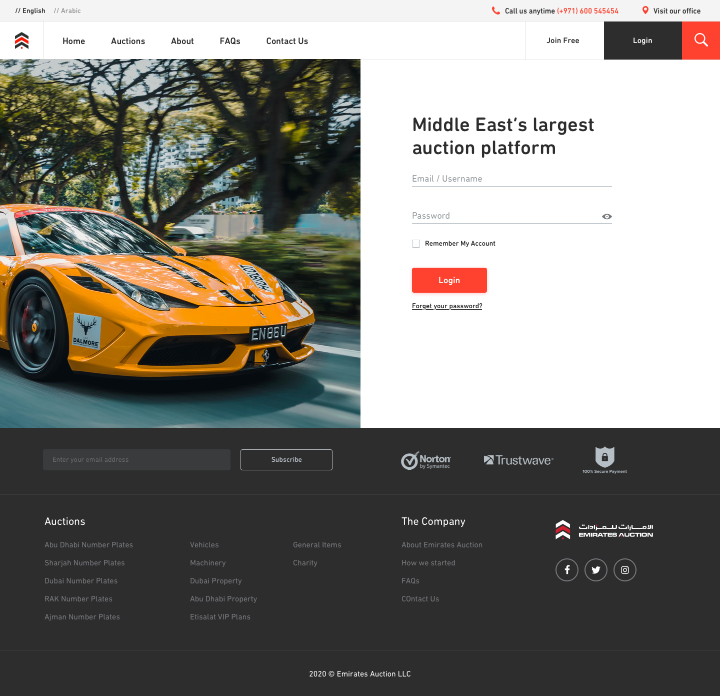 // English // Arabic
Call us anytime (+971) 600 545454
Visit our office
Home Auctions About FAQs Contact Us
Join Free
Login
DALMORE
EN86U
Middle East's largest
auction platform
Email / Username
Password
Remember My Account
Login
Forget your password?
Enter your email address
Subscribe
Norton
by Symantec
Trustwave
100% Secure Payment
Auctions
Abu Dhabi Number Plates
Sharjah Number Plates
Dubai Number Plates
RAK Number Plates
Ajman Number Plates
Vehicles
Machinery
Dubai Property
Abu Dhabi Property
Etisalat VIP Plans
General Items
Charity
The Company
About Emirates Auction
How we started
FAQs
COntact Us
الإمارات للمزادات
EMIRATES AUCTION
2020 © Emirates Auction LLC